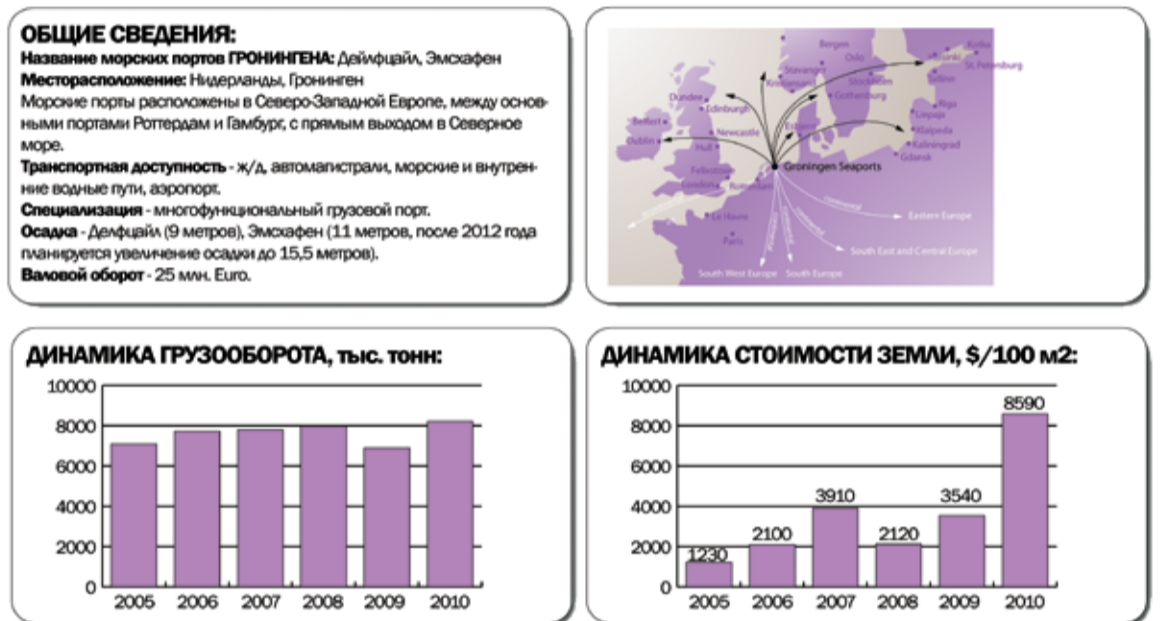 ОБЩИЕ СВЕДЕНИЯ:
Название морских портов ГРОНИНГЕНА: Дейлфцайл, Эмсхафен
Месторасположение: Нидерланды, Гронинген
Морские порты расположены в Северо-Западной Европе, между основ-
ными портами Роттердам и Гамбург, с прямым выходом в Северное
море.
Транспортная доступность - ж/д, автомагистрали, морские и внутрен-
ние водные пути, аэропорт.
Специализация - многофункциональный грузовой порт.
Осадка - Делфцайл (9 метров), Эмсхафен (11 метров, после 2012 года
планируется увеличение осадки до 15,5 метров).
Валовой оборот - 25 млн. Euro.
Bergen
Oslo
Stavanger
Stockholm
St. Petersburg
Gothenburg
Dundee
Edinburgh
Riga
Liepaja
Belfast
Newcastle
Klaipeda
Dublin
Hull
Kaliningrad
Gdansk
Groningen Seaports
Felixstowe
London
Rotterdam
Le Havre
Paris
Eastern Europe
South East and Central Europe
South West Europe
South Europe
ДИНАМИКА ГРУЗООБОРОТА, тыс. тонн:
10000
8000
6000
4000
2000
0
2005 2006 2007 2008 2009 2010
ДИНАМИКА СТОИМОСТИ ЗЕМЛИ, $/100 м2:
10000
8000
6000
4000
2000
0
1230
2100
3910
2120
3540
8590
2005 2006 2007 2008 2009 2010